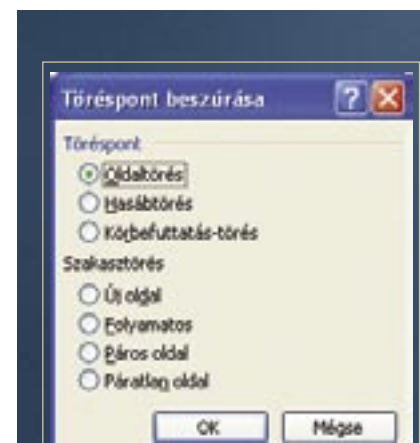 Töréspont beszúrása
Töréspont
Oldaltörés
Hasábtörés
Körbefuttatás-törés
Szakasztörés
Új oldal
Folyamatos
Páros oldal
Páratlan oldal
OK Mégse